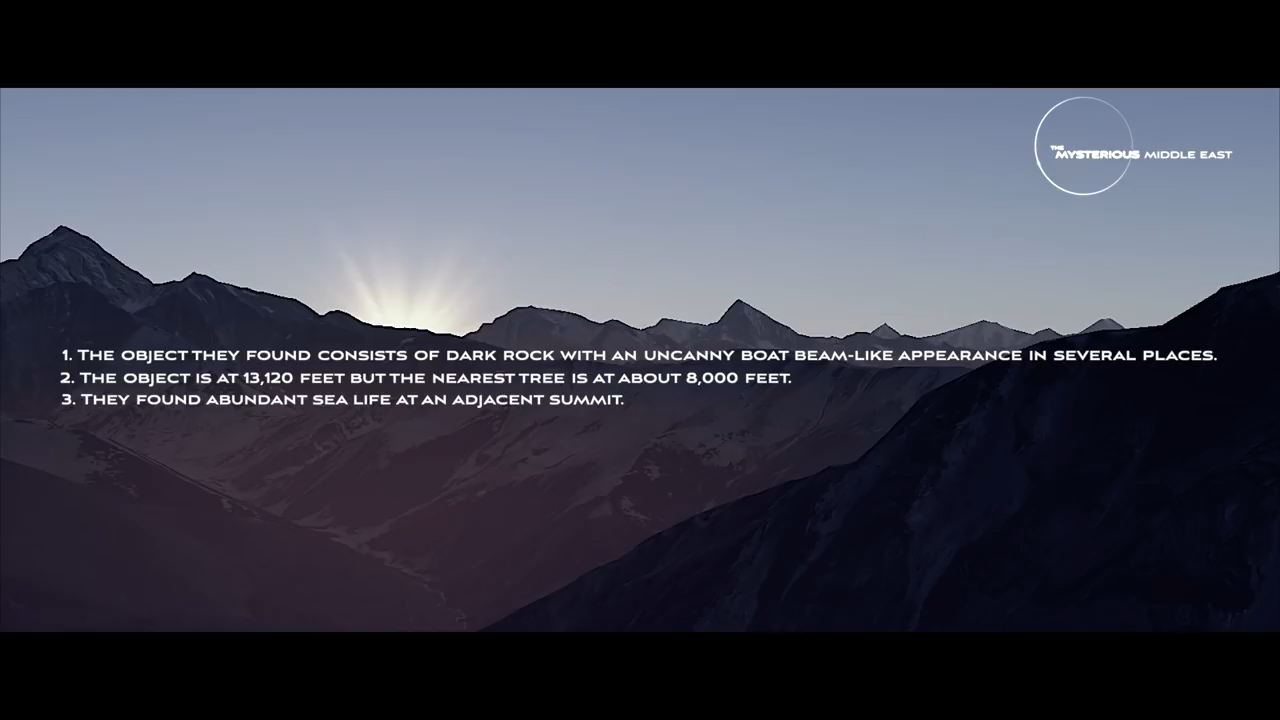 THE
MYSTERIOUS MIDDLE EAST
1. THE OBJECT THEY FOUND CONSISTS OF DARK ROCK WITH AN UNCANNY BOAT BEAM-LIKE APPEARANCE IN SEVERAL PLACES.
2. THE OBJECT IS AT 13,120 FEET BUT THE NEAREST TREE IS AT ABOUT 8,000 FEET.
3. THEY FOUND ABUNDANT SEA LIFE AT AN ADJACENT SUMMIT.